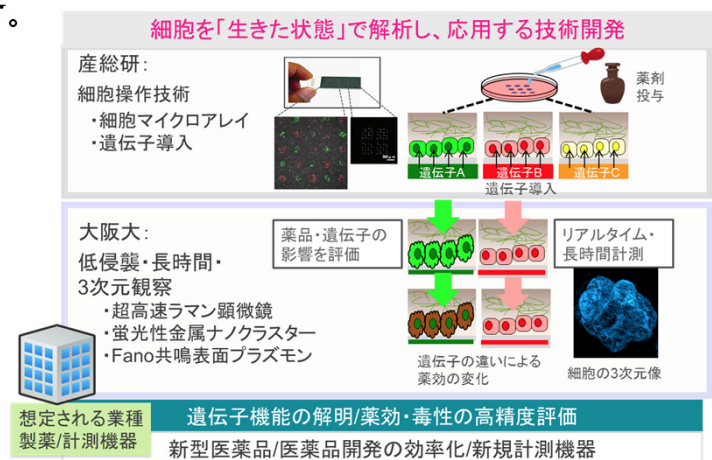 。
細胞を「生きた状態」で解析し、応用する技術開発
産総研：
細胞操作技術
・細胞マイクロアレイ
・遺伝子導入
薬剤
投与
遺伝子A
遺伝子B
遺伝子C
遺伝子導入
大阪大：
低侵襲・長時間・
3次元観察
・超高速ラマン顕微鏡
・蛍光性金属ナノクラスター
・Fano共鳴表面プラズモン
薬品・遺伝子の
影響を評価
リアルタイム・
長時間計測
遺伝子の違いによる
薬効の変化
細胞の3次元像
想定される業種
製薬/計測機器
遺伝子機能の解明/薬効・毒性の高精度評価
新型医薬品/医薬品開発の効率化/新規計測機器